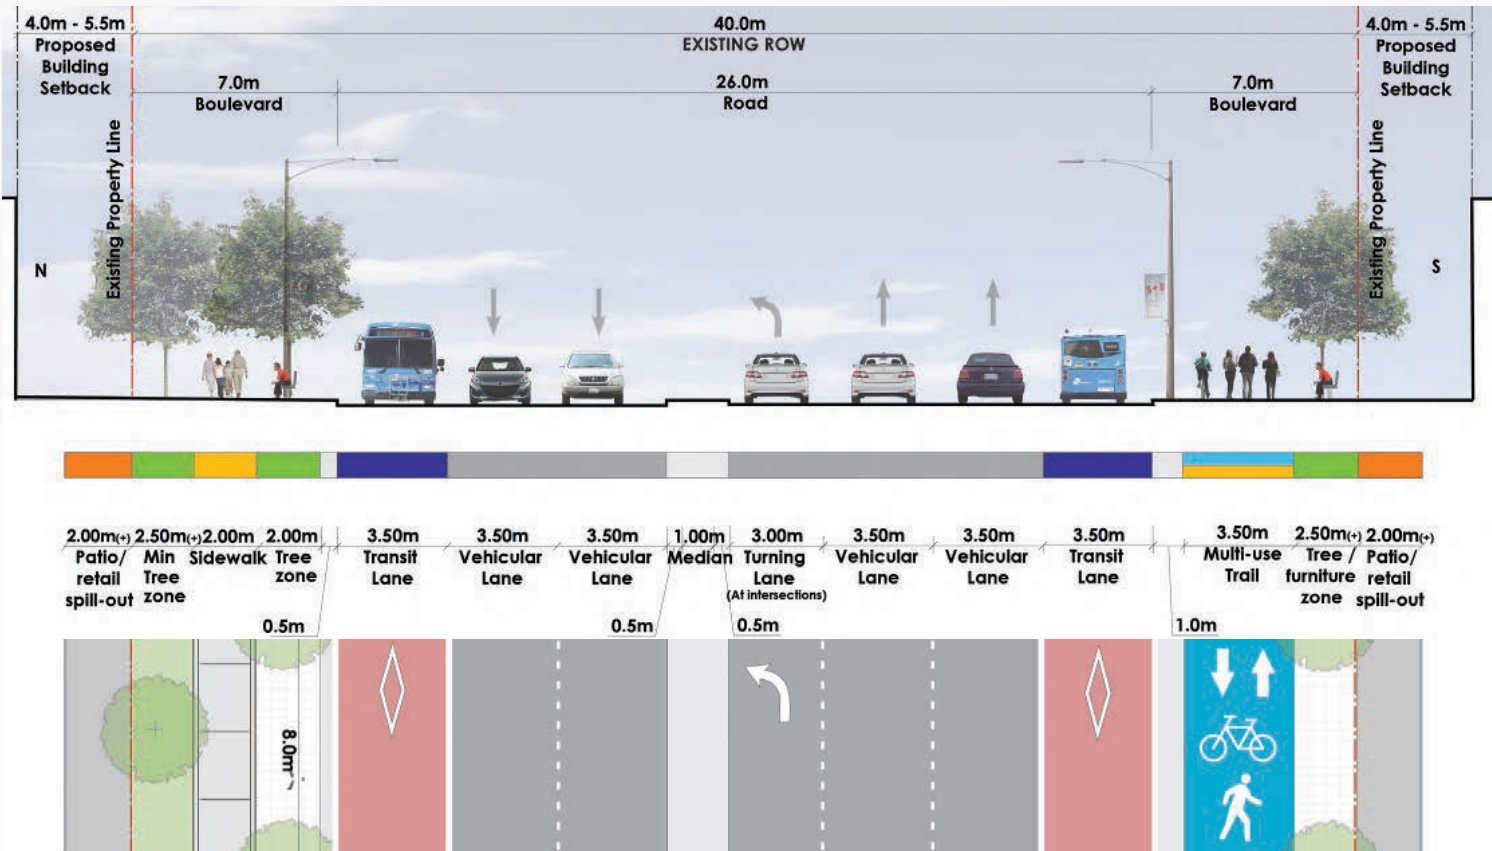 4.0m - 5.5m
Proposed
Building
Setback
40.0m
EXISTING ROW
4.0m - 5.5m
Proposed
Building
Setback
7.0m
Boulevard
26.0m
Road
7.0m
Boulevard
Existing Property Line
Existing Property Line
N
S
2.00m(+)
Patio/
retail
spill-out
2.50m(+)
Min
Tree
zone
2.00m
Sidewalk
2.00m
Tree
zone
3.50m
Transit
Lane
3.50m
Vehicular
Lane
3.50m
Vehicular
Lane
1.00m
Median
3.00m
Turning
Lane
(At intersections)
3.50m
Vehicular
Lane
3.50m
Vehicular
Lane
3.50m
Transit
Lane
3.50m
Multi-use
Trail
2.50m(+)
Tree /
furniture
zone
2.00m(+)
Patio/
retail
spill-out
0.5m
0.5m
0.5m
1.0m
8.0m